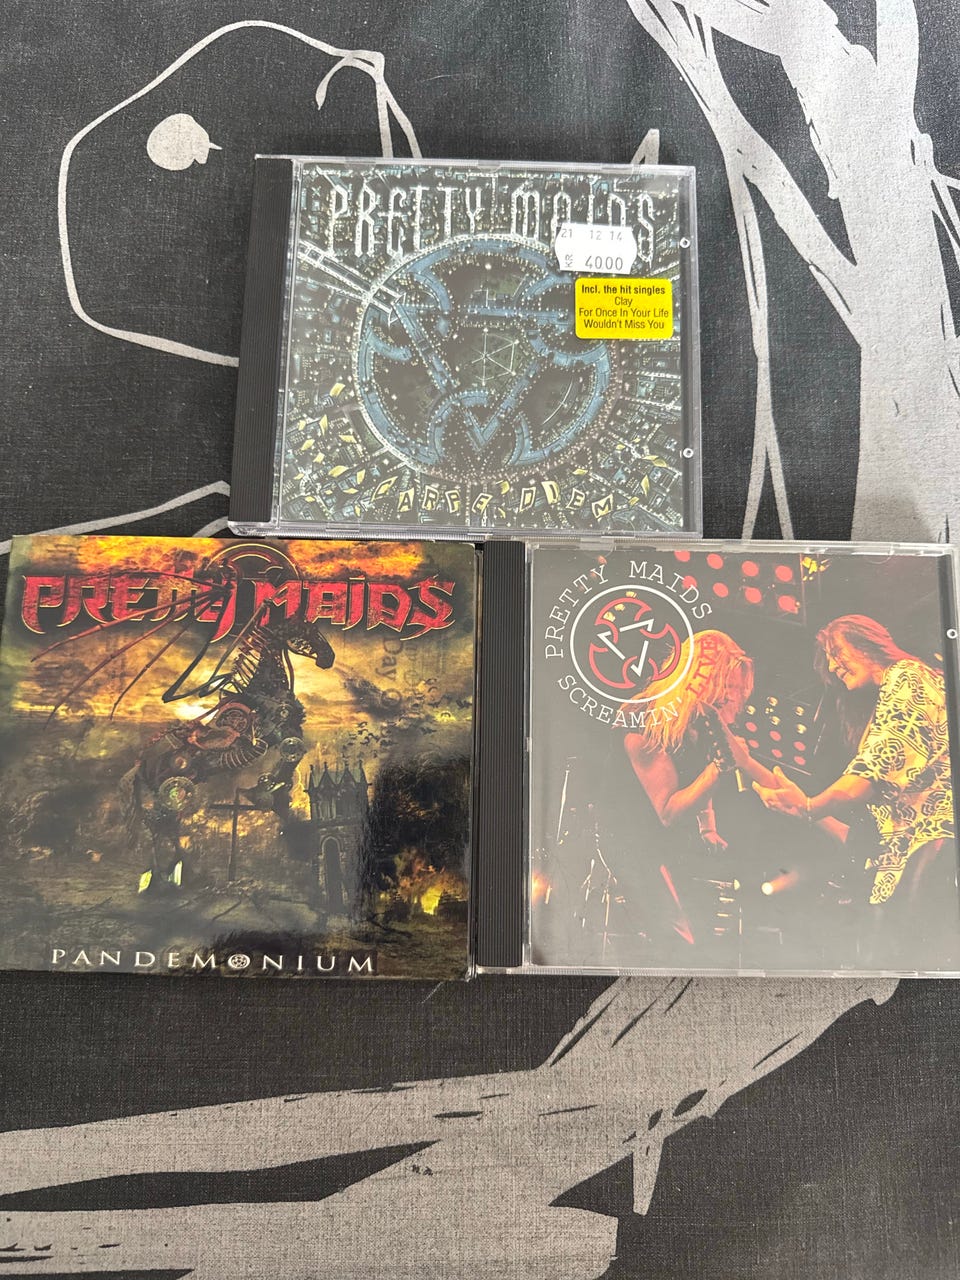 PRETTY MAIDS
21 12 14
KR 4000
Incl. the hit singles
Clay
For Once In Your Life
Wouldn't Miss You
CARPE DIEM
PRETTY MAIDS
PANDEMONIUM
PRETTY MAIDS
SCREAMIN' LIVE